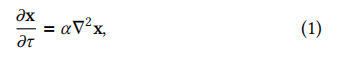 ∂x/∂τ = α∇²x, (1)